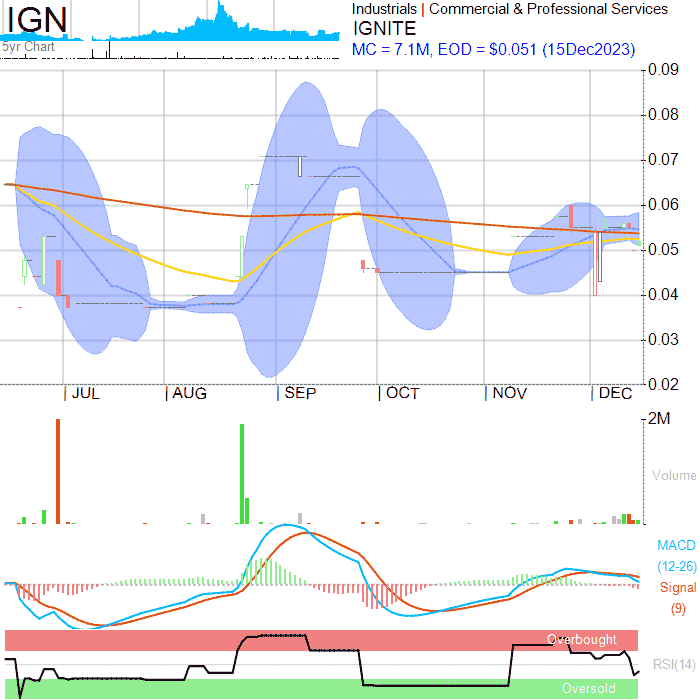 IGN
5yr Chart
Industrials | Commercial & Professional Services
IGNITE
MC = 7.1M, EOD = $0.051 (15Dec2023)
0.09
0.08
0.07
0.06
0.05
0.04
0.03
0.02
JUL AUG SEP OCT NOV DEC
2M
Volume
MACD
(12-26)
Signal
(9)
Overbought
RSI(14)
Oversold